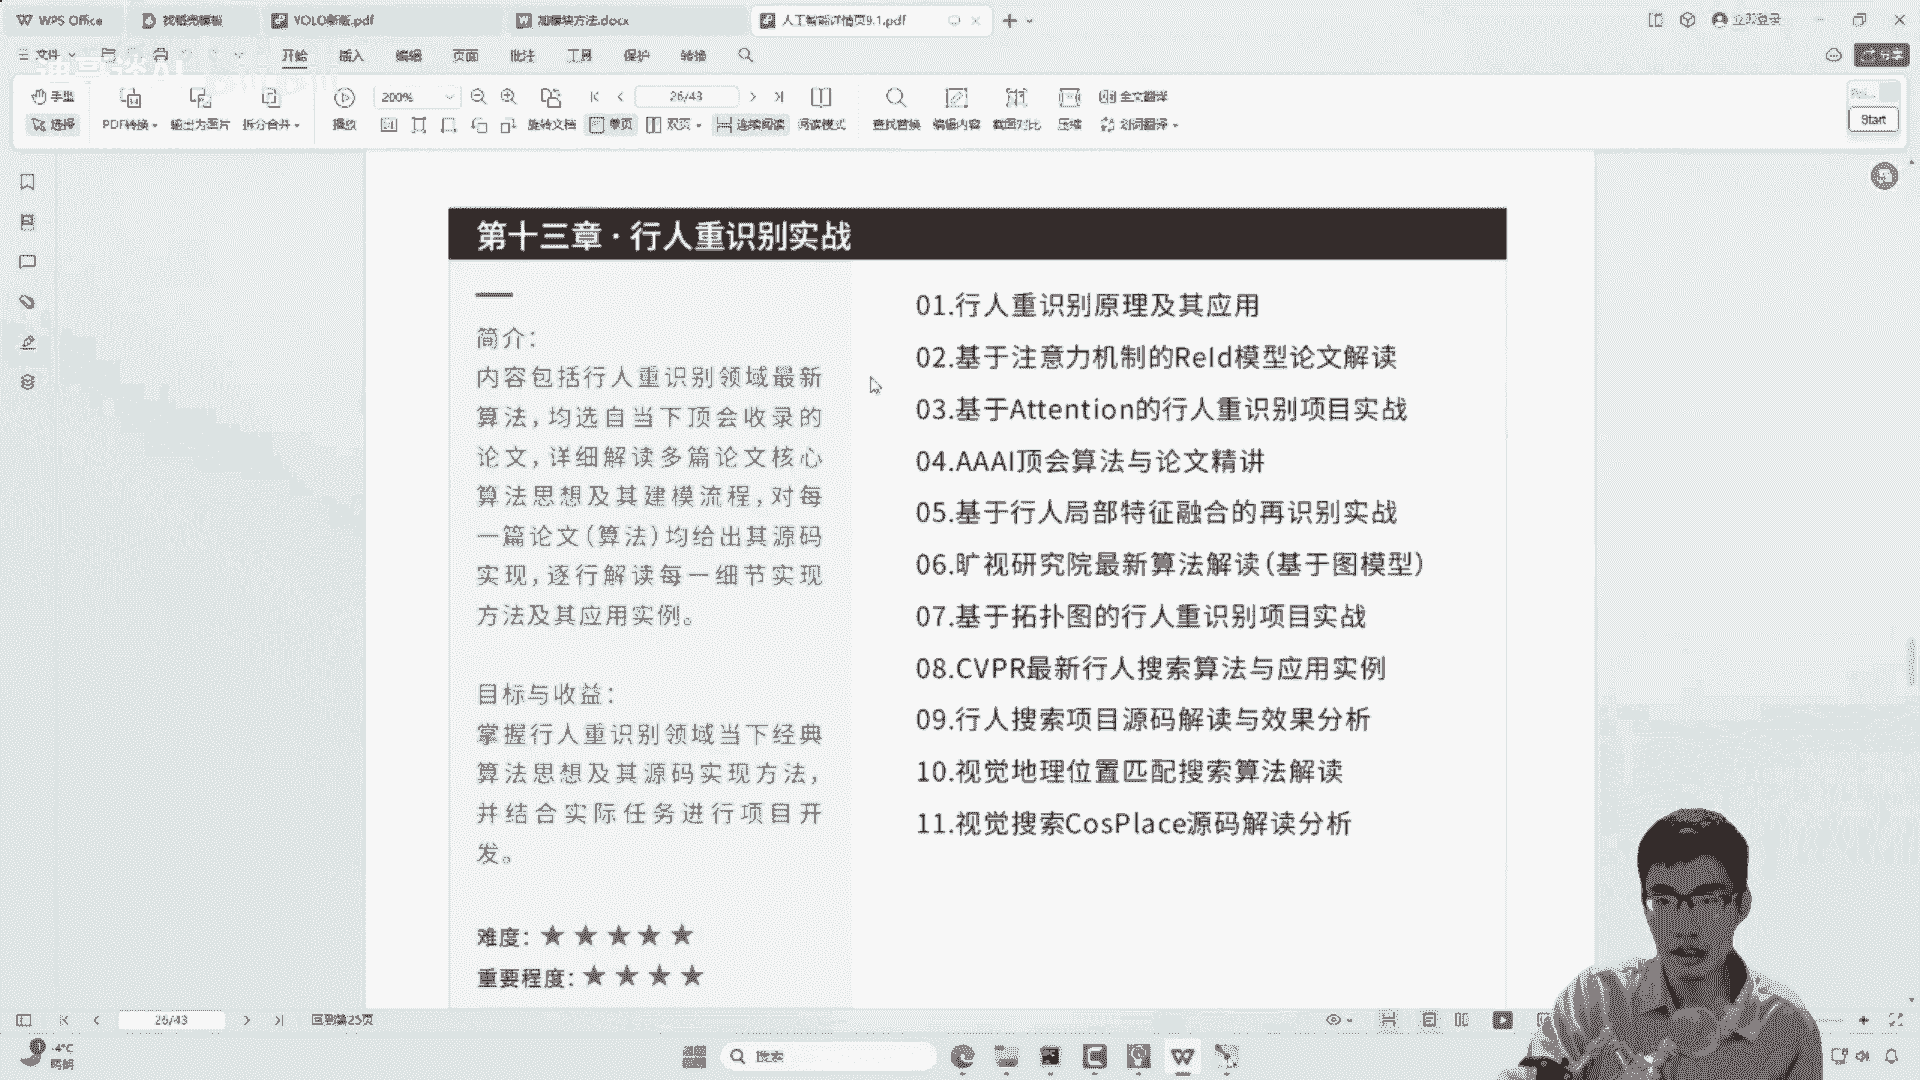 WPS Office
找稻壳模板
YOLO新版.pdf
加模块方法.docx
人工智能详情页9.1.pdf
立即登录
文件
开始
插入
编辑
页面
批注
工具
保护
转换
分享
手型
选择
PDF转换
输出为图片
拆分合并
播放
200%
旋转文档
26/43
单页
双页
连续阅读
阅读模式
查找替换
编辑内容
截图对比
压缩
全文翻译
划词翻译
Start
第十三章·行人重识别实战
简介：
内容包括行人重识别领域最新
算法，均选自当下顶会收录的
论文，详细解读多篇论文核心
算法思想及其建模流程，对每
一篇论文（算法）均给出其源码
实现，逐行解读每一细节实现
方法及其应用实例。
目标与收益：
掌握行人重识别领域当下经典
算法思想及其源码实现方法，
并结合实际任务进行项目开
发。
难度：★★★★★
重要程度：★★★★
01.行人重识别原理及其应用
02.基于注意力机制的ReId模型论文解读
03.基于Attention的行人重识别项目实战
04.AAAI顶会算法与论文精讲
05.基于行人局部特征融合的再识别实战
06.旷视研究院最新算法解读（基于图模型）
07.基于拓扑图的行人重识别项目实战
08.CVPR最新行人搜索算法与应用实例
09.行人搜索项目源码解读与效果分析
10.视觉地理位置匹配搜索算法解读
11.视觉搜索CosPlace源码解读分析
26/43
回到第25页
-4°C
晴朗
搜索